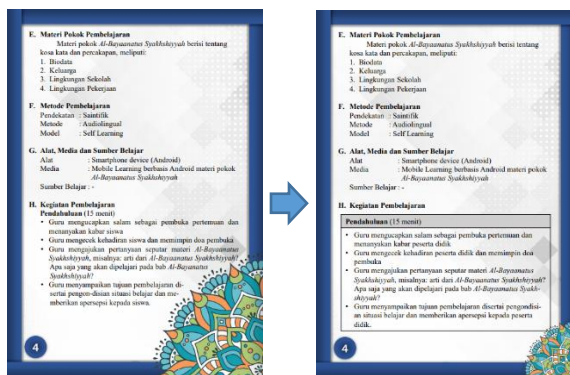 E. Materi Pokok Pembelajaran
Materi pokok Al-Bayaanatus Syakhshiyyah berisi tentang
kosa kata dan percakapan, meliputi:
1. Biodata
2. Keluarga
3. Lingkungan Sekolah
4. Lingkungan Pekerjaan
F. Metode Pembelajaran
Pendekatan : Saintifik
Metode : Audiolingual
Model : Self Learning
G. Alat, Media dan Sumber Belajar
Alat : Smartphone device (Android)
Media : Mobile Learning berbasis Android materi pokok
Al-Bayaanatus Syakhshiyyah
Sumber Belajar : -
H. Kegiatan Pembelajaran
Pendahuluan (15 menit)
• Guru mengucapkan salam sebagai pembuka pertemuan dan
menanyakan kabar siswa
• Guru mengecek kehadiran siswa dan memimpin doa pembuka
• Guru mengajukan pertanyaan seputar materi Al-Bayaanatus
Syakhshiyyah, misalnya: arti dari Al-Bayaanatus Syakhshiyyah?
Apa saja yang akan dipelajari pada bab Al-Bayanatus
Syakhshiyyah?
• Guru menyampaikan tujuan pembelajaran di-
sertai pengon-disian situasi belajar dan me-
mberikan apersepsi kepada siswa.
4
E. Materi Pokok Pembelajaran
Materi pokok Al-Bayaanatus Syakhshiyyah berisi tentang
kosa kata dan percakapan, meliputi:
1. Biodata
2. Keluarga
3. Lingkungan Sekolah
4. Lingkungan Pekerjaan
F. Metode Pembelajaran
Pendekatan : Saintifik
Metode : Audiolingual
Model : Self Learning
G. Alat, Media dan Sumber Belajar
Alat : Smartphone device (Android)
Media : Mobile Learning berbasis Android materi pokok
Al-Bayaanatus Syakhshiyyah
Sumber Belajar : -
H. Kegiatan Pembelajaran
Pendahuluan (15 menit)
• Guru mengucapkan salam sebagai pembuka pertemuan dan
menanyakan kabar peserta didik
• Guru mengecek kehadiran peserta didik dan memimpin doa
pembuka
• Guru mengajukan pertanyaan seputar materi Al-Bayaanatus
Syakhshiyyah, misalnya: arti dari Al-Bayaanatus Syakhshiyyah?
Apa saja yang akan dipelajari pada bab Al-Bayaanatus Syakh-
shiyyah?
• Guru menyampaikan tujuan pembelajaran disertai pengondisi-
an situasi belajar dan memberikan apersepsi kepada peserta
didik.
4